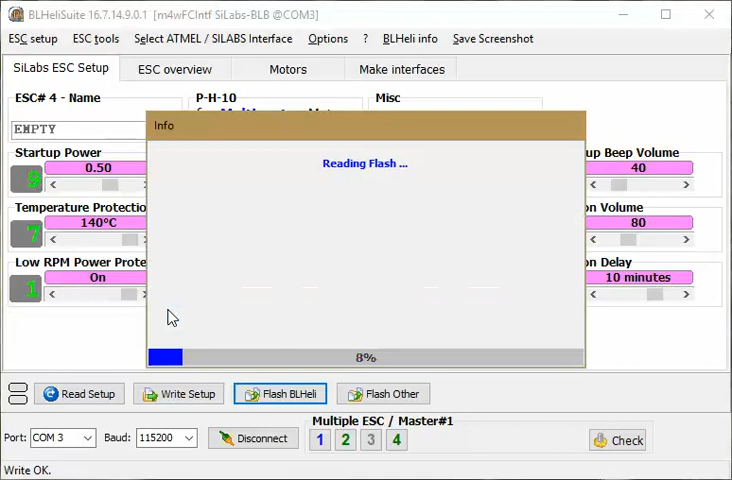 BLHeliSuite 16.7.14.9.0.1 [m4wFCIntf SiLabs-BLB @COM3]
ESC setup ESC tools Select ATMEL / SILABS Interface Options ? BLHeli info Save Screenshot
SiLabs ESC Setup ESC overview Motors Make interfaces
ESC# 4 - Name P-H-10 Misc
EMPTY
Info
Reading Flash ...
Startup Power up Beep Volume
9 0.50 40
Temperature Protectio on Volume
7 140°C 80
Low RPM Power Prote on Delay
1 On 10 minutes
8%
Read Setup Write Setup Flash BLHeli Flash Other
Multiple ESC / Master#1
Port: COM 3 Baud: 115200 Disconnect 1 2 3 4 Check
Write OK.